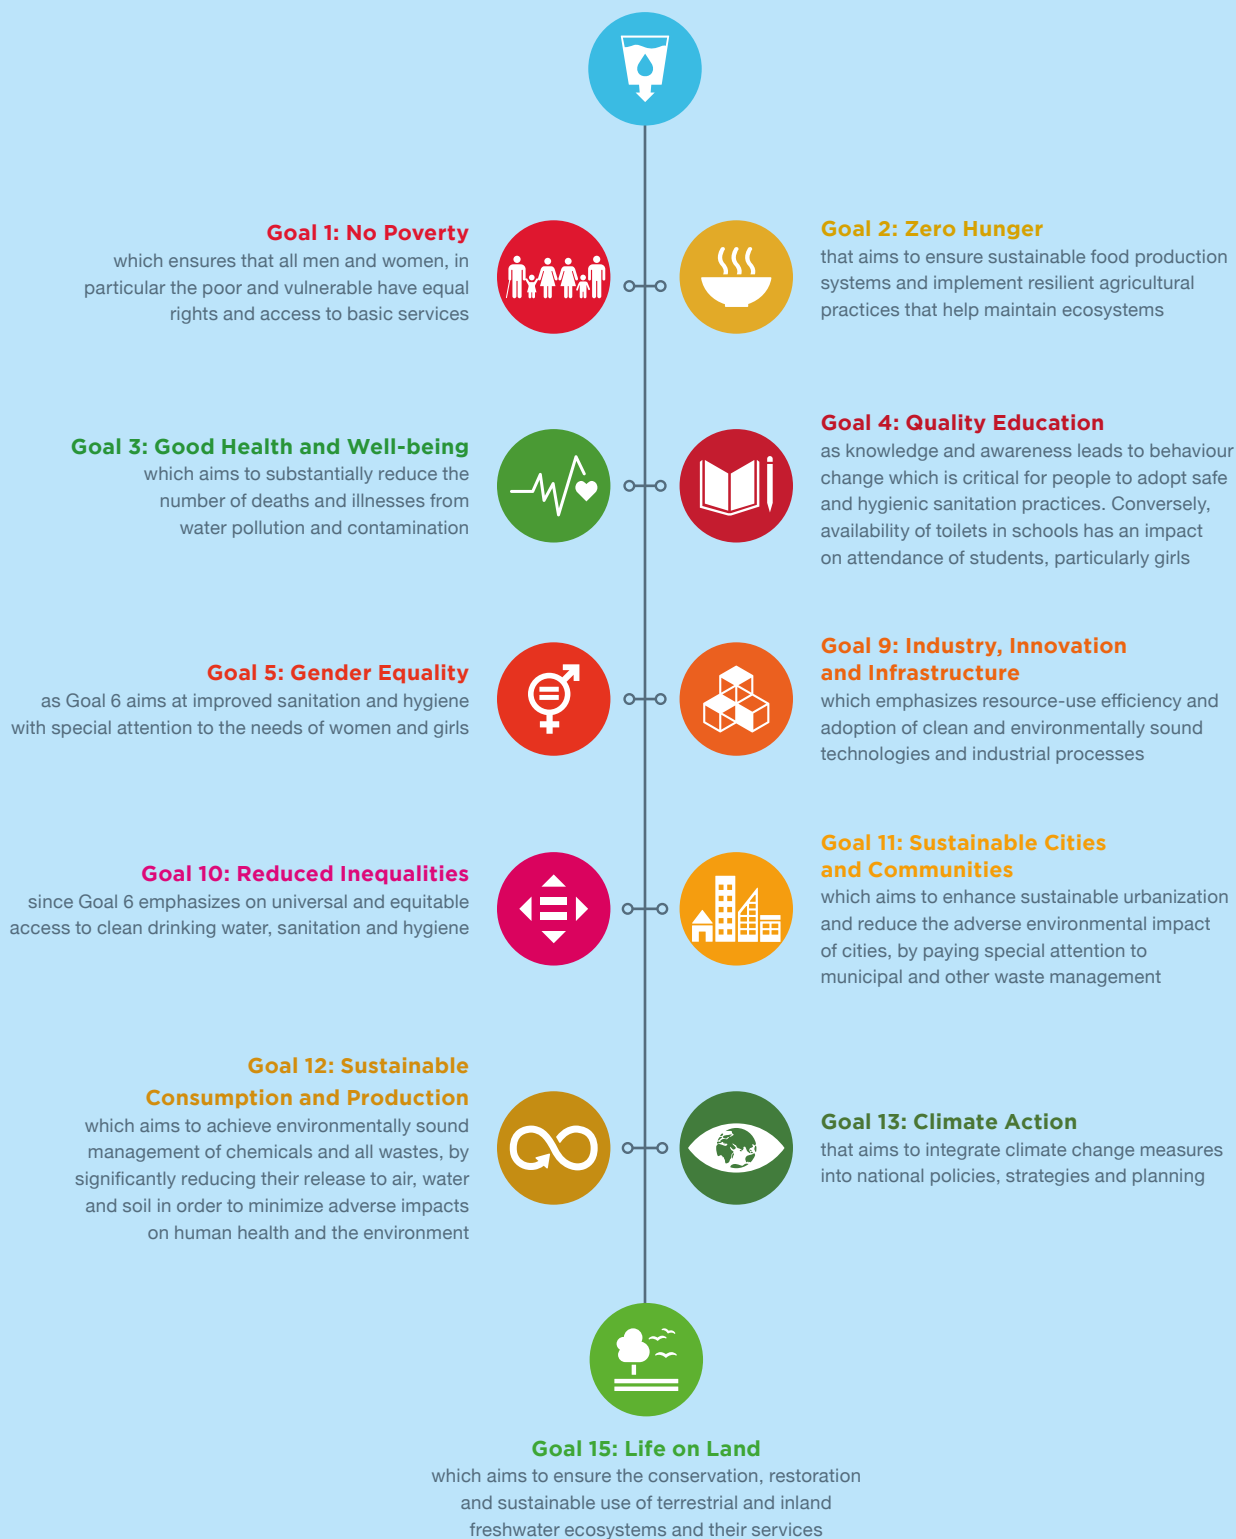 Goal 1: No Poverty
which ensures that all men and women, in
particular the poor and vulnerable have equal
rights and access to basic services
Goal 2: Zero Hunger
that aims to ensure sustainable food production
systems and implement resilient agricultural
practices that help maintain ecosystems
Goal 3: Good Health and Well-being
which aims to substantially reduce the
number of deaths and illnesses from
water pollution and contamination
Goal 4: Quality Education
as knowledge and awareness leads to behaviour
change which is critical for people to adopt safe
and hygienic sanitation practices. Conversely,
availability of toilets in schools has an impact
on attendance of students, particularly girls
Goal 5: Gender Equality
as Goal 6 aims at improved sanitation and hygiene
with special attention to the needs of women and girls
Goal 9: Industry, Innovation
and Infrastructure
which emphasizes resource-use efficiency and
adoption of clean and environmentally sound
technologies and industrial processes
Goal 10: Reduced Inequalities
since Goal 6 emphasizes on universal and equitable
access to clean drinking water, sanitation and hygiene
Goal 11: Sustainable Cities
and Communities
which aims to enhance sustainable urbanization
and reduce the adverse environmental impact
of cities, by paying special attention to
municipal and other waste management
Goal 12: Sustainable
Consumption and Production
which aims to achieve environmentally sound
management of chemicals and all wastes, by
significantly reducing their release to air, water
and soil in order to minimize adverse impacts
on human health and the environment
Goal 13: Climate Action
that aims to integrate climate change measures
into national policies, strategies and planning
Goal 15: Life on Land
which aims to ensure the conservation, restoration
and sustainable use of terrestrial and inland
freshwater ecosystems and their services